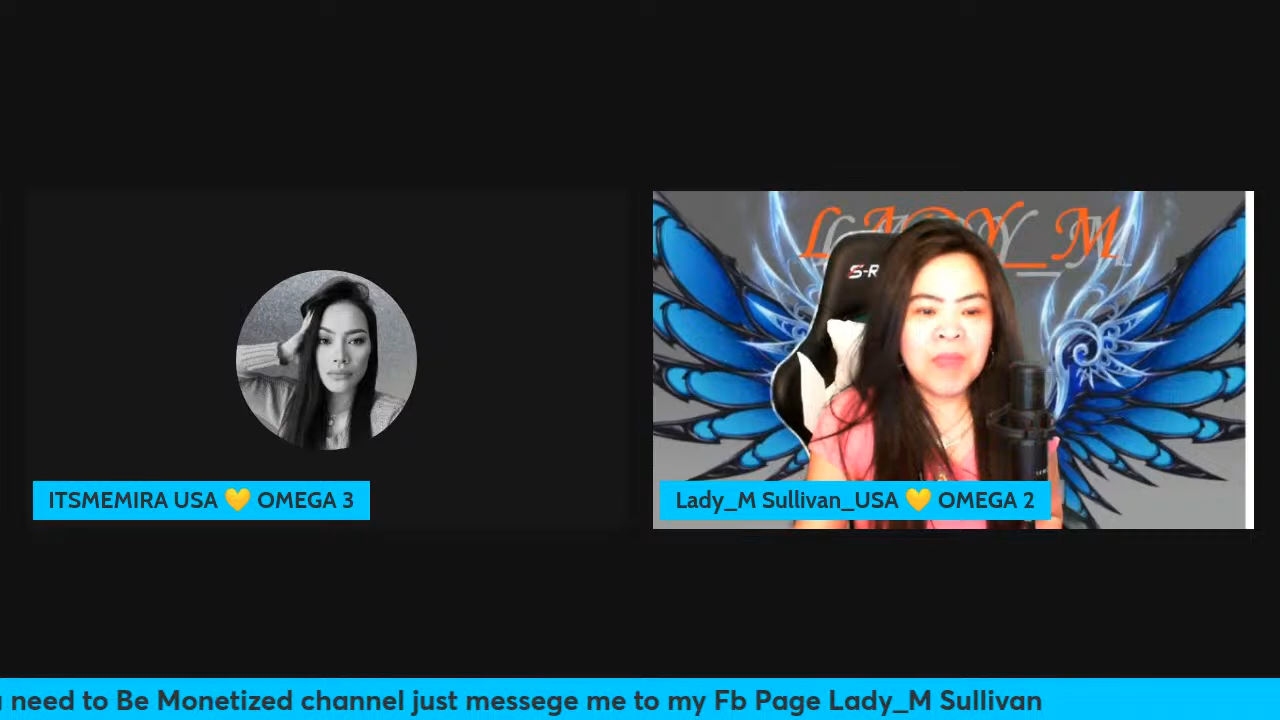 LADY_M
S-R
ITSMEMIRA USA 💛 OMEGA 3
Lady_M Sullivan_USA 💛 OMEGA 2
need to Be Monetized channel just messege me to my Fb Page Lady_M Sullivan